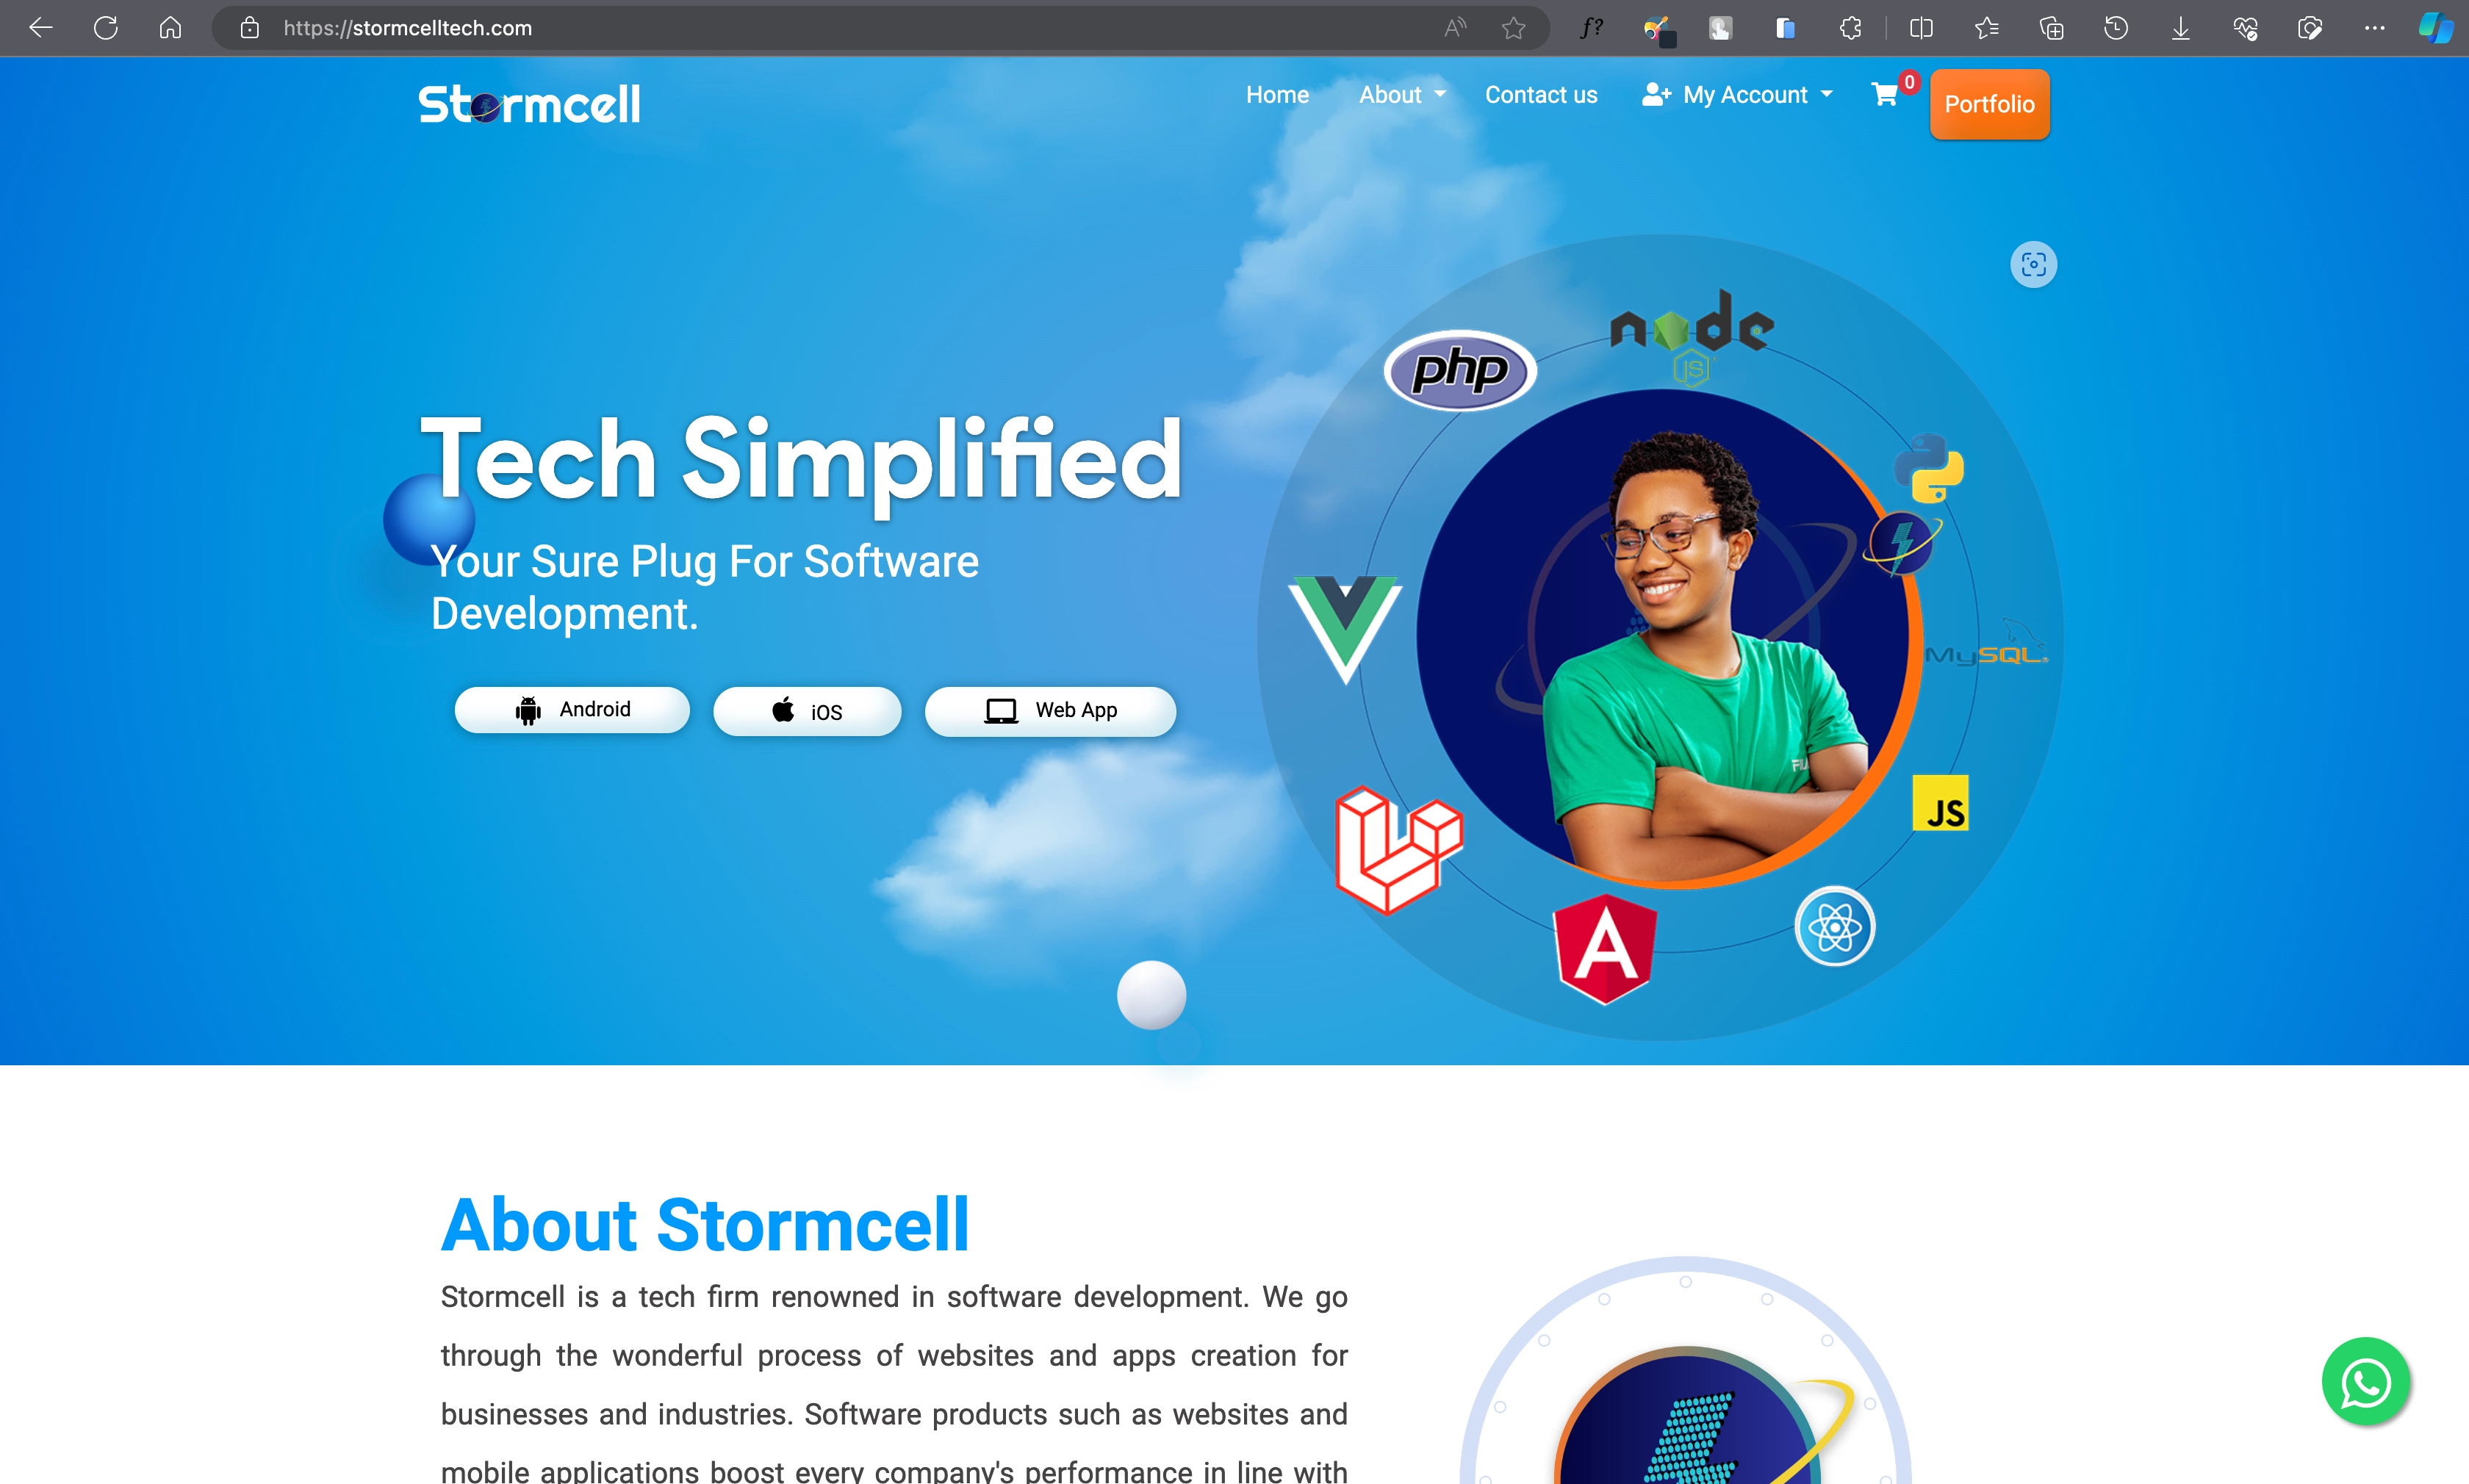 https://stormcelltech.com
Stormcell
Home
About
Contact us
My Account
0
Portfolio
node
JS
php
Tech Simplified
Your Sure Plug For Software
Development.
MySQL
Android
iOS
Web App
JS
A
About Stormcell
Stormcell is a tech firm renowned in software development. We go
through the wonderful process of websites and apps creation for
businesses and industries. Software products such as websites and
mobile applications boost every company's performance in line with